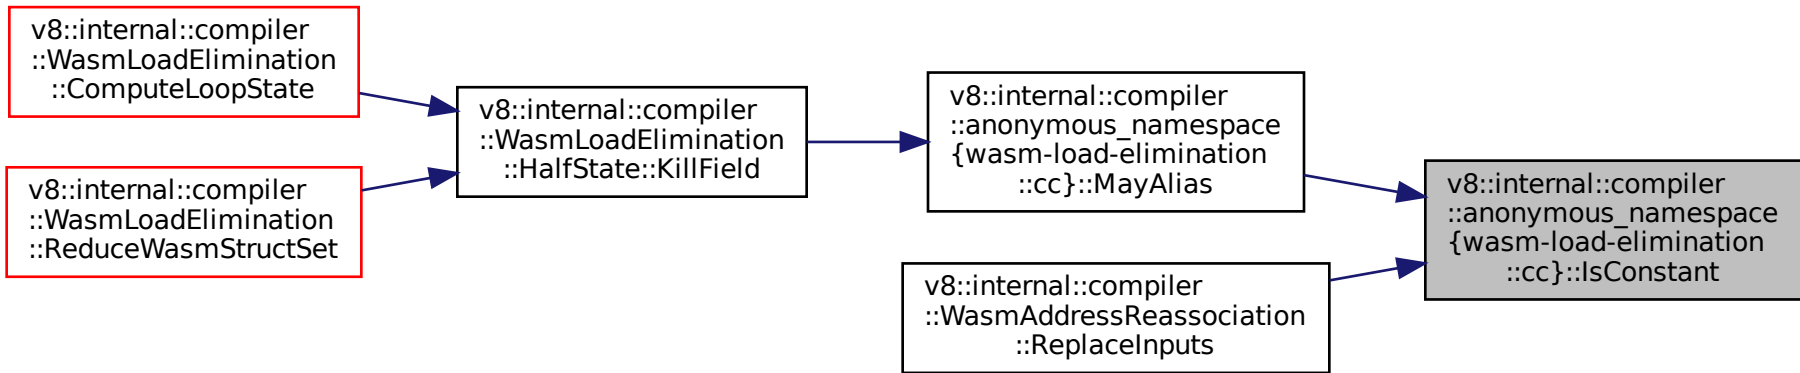 v8::internal::compiler
::WasmLoadElimination
::ComputeLoopState
v8::internal::compiler
::WasmLoadElimination
::ReduceWasmStructSet
v8::internal::compiler
::WasmLoadElimination
::HalfState::KillField
v8::internal::compiler
::anonymous_namespace
{wasm-load-elimination
::cc}::MayAlias
v8::internal::compiler
::WasmAddressReassociation
::ReplaceInputs
v8::internal::compiler
::anonymous_namespace
{wasm-load-elimination
::cc}::IsConstant